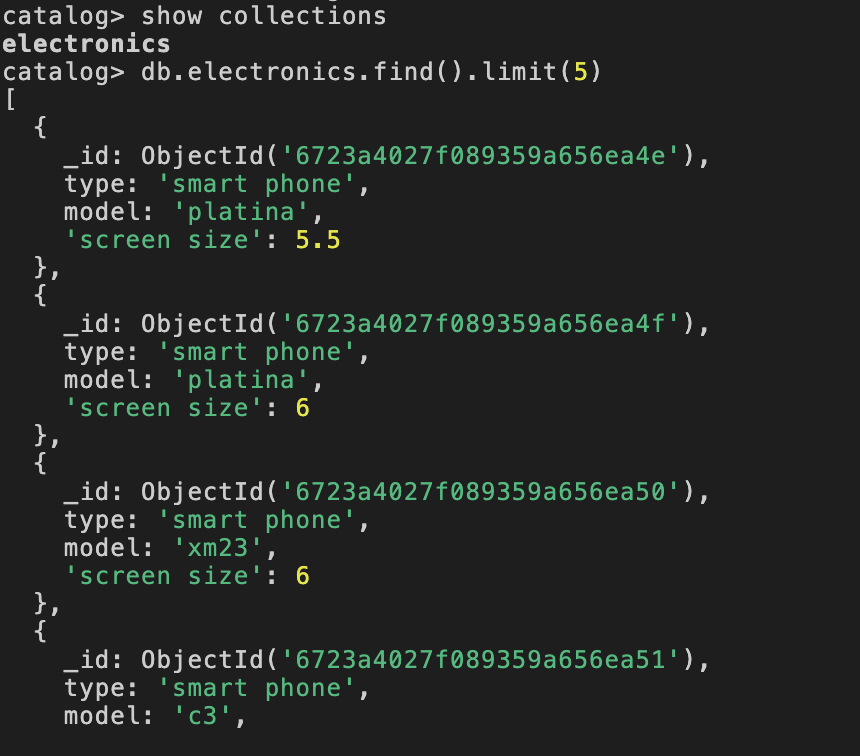 catalog> show collections
electronics
catalog> db.electronics.find().limit(5)
[
  {
    _id: ObjectId('6723a4027f089359a656ea4e'),
    type: 'smart phone',
    model: 'platina',
    'screen size': 5.5
  },
  {
    _id: ObjectId('6723a4027f089359a656ea4f'),
    type: 'smart phone',
    model: 'platina',
    'screen size': 6
  },
  {
    _id: ObjectId('6723a4027f089359a656ea50'),
    type: 'smart phone',
    model: 'xm23',
    'screen size': 6
  },
  {
    _id: ObjectId('6723a4027f089359a656ea51'),
    type: 'smart phone',
    model: 'c3',